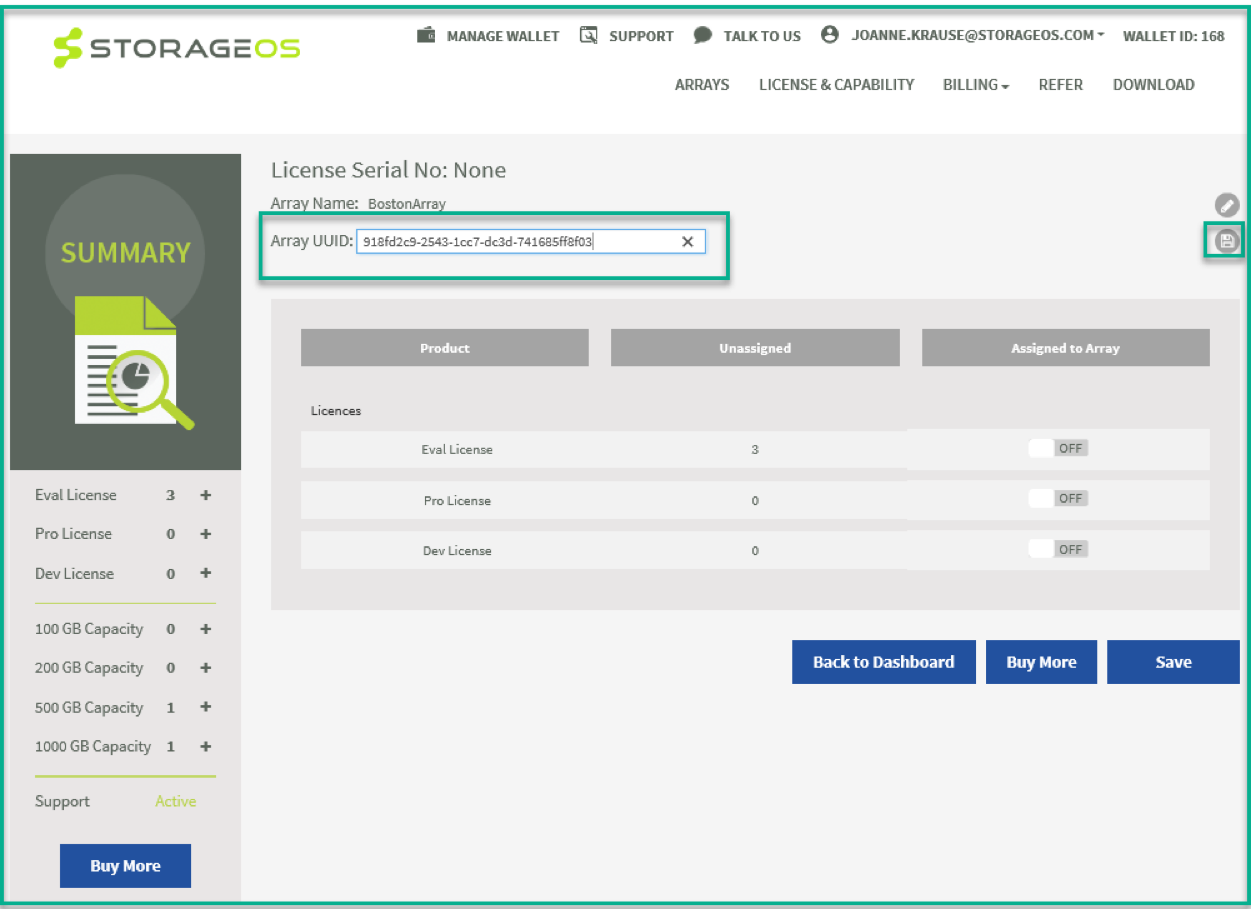 STORAGEOS
MANAGE WALLET SUPPORT TALK TO US JOANNE.KRAUSE@STORAGEOS.COM WALLET ID: 168
ARRAYS LICENSE & CAPABILITY BILLING REFER DOWNLOAD
SUMMARY
Eval License 3 +
Pro License 0 +
Dev License 0 +
100 GB Capacity 0 +
200 GB Capacity 0 +
500 GB Capacity 1 +
1000 GB Capacity 1 +
Support Active
Buy More
License Serial No: None
Array Name: BostonArray
Array UUID: 918fd2c9-2543-1cc7-dc3d-741685ff8f03
Product Unassigned Assigned to Array
Licences
Eval License 3 OFF
Pro License 0 OFF
Dev License 0 OFF
Back to Dashboard Buy More Save